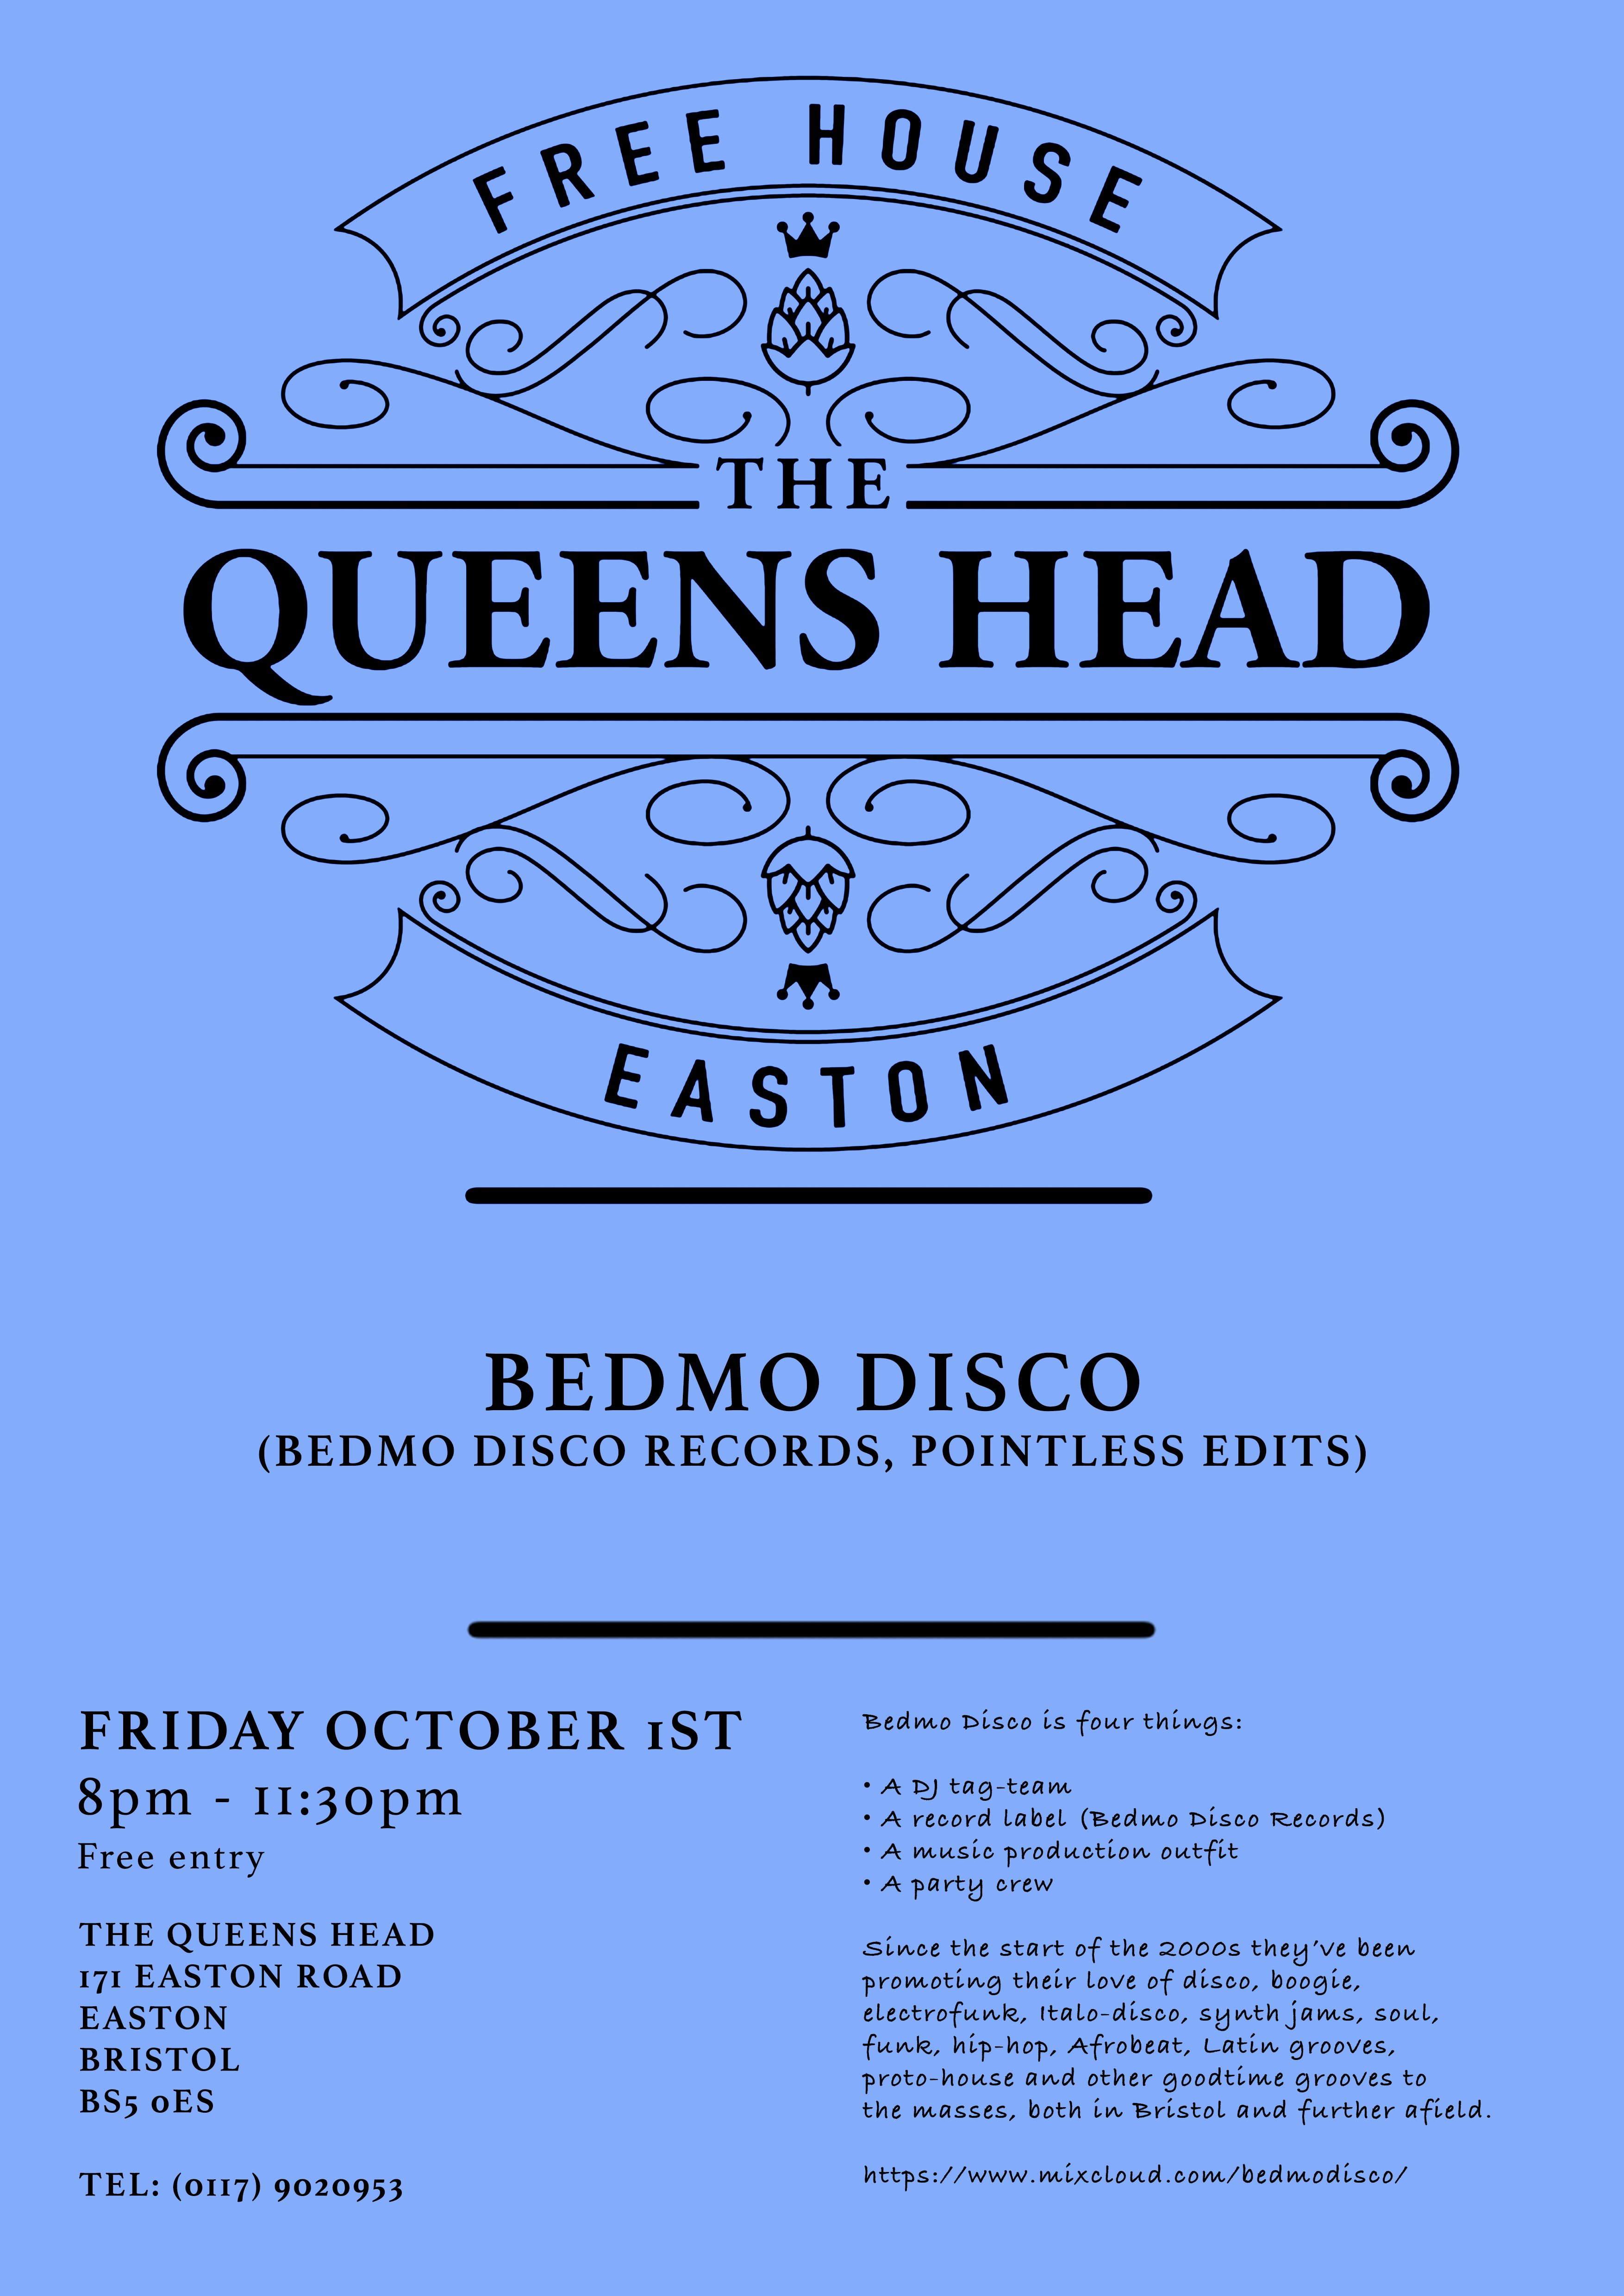 FREE HOUSE
THE
QUEENS HEAD
EASTON
BEDMO DISCO
(BEDMO DISCO RECORDS, POINTLESS EDITS)
FRIDAY OCTOBER 1ST
8pm - 11:30pm
Free entry
THE QUEENS HEAD
171 EASTON ROAD
EASTON
BRISTOL
BS5 0ES
TEL: (0117) 9020953
Bedmo Disco is four things:
• A DJ tag-team
• A record label (Bedmo Disco Records)
• A music production outfit
• A party crew
Since the start of the 2000s they've been
promoting their love of disco, boogie,
electrofunk, Italo-disco, synth jams, soul,
funk, hip-hop, Afrobeat, Latin grooves,
proto-house and other goodtime grooves to
the masses, both in Bristol and further afield.
https://www.mixcloud.com/bedmodisco/